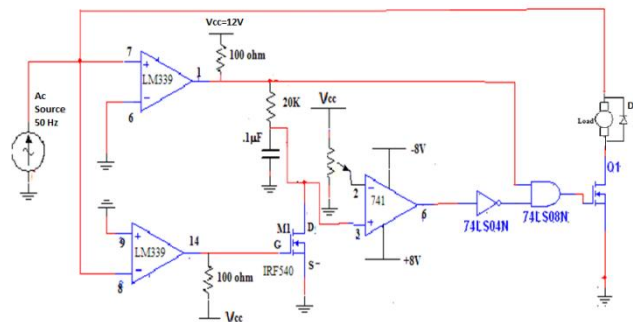 Vcc=12V
100 ohm
7
LM339
1
6
Ac
Source
50 Hz
20K
.1µF
Vcc
-8V
2
741
6
3
+8V
74LS04N
74LS08N
Load
D
Q1
9
LM339
14
8
M1
D
G
S
IRF540
100 ohm
Vcc